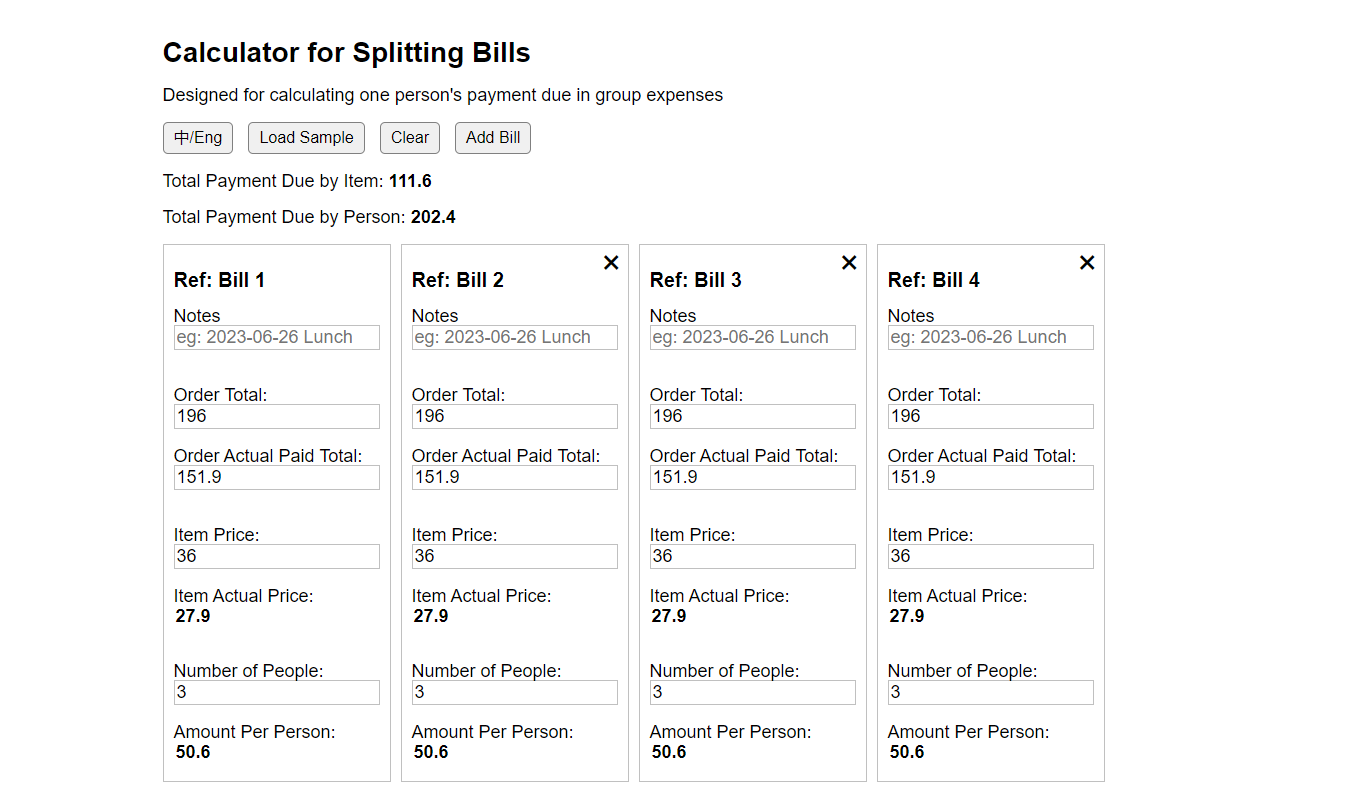 Calculator for Splitting Bills
Designed for calculating one person's payment due in group expenses
中/Eng Load Sample Clear Add Bill
Total Payment Due by Item: 111.6
Total Payment Due by Person: 202.4
Ref: Bill 1
Notes
eg: 2023-06-26 Lunch
Order Total:
196
Order Actual Paid Total:
151.9
Item Price:
36
Item Actual Price:
27.9
Number of People:
3
Amount Per Person:
50.6
Ref: Bill 2
Notes
eg: 2023-06-26 Lunch
Order Total:
196
Order Actual Paid Total:
151.9
Item Price:
36
Item Actual Price:
27.9
Number of People:
3
Amount Per Person:
50.6
Ref: Bill 3
Notes
eg: 2023-06-26 Lunch
Order Total:
196
Order Actual Paid Total:
151.9
Item Price:
36
Item Actual Price:
27.9
Number of People:
3
Amount Per Person:
50.6
Ref: Bill 4
Notes
eg: 2023-06-26 Lunch
Order Total:
196
Order Actual Paid Total:
151.9
Item Price:
36
Item Actual Price:
27.9
Number of People:
3
Amount Per Person:
50.6